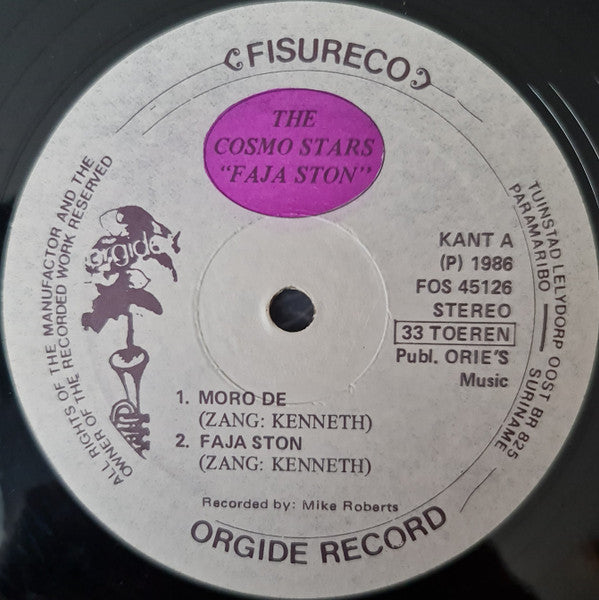 FISURECO
THE
COSMO STARS
"FAJA STON"
orgide
ALL RIGHTS OF THE MANUFACTOR AND THE
OWNER OF THE RECORDED WORK RESERVED
TUINSTAD LELYDORP OOST BR 825
PARAMARIBO — SURINAME
KANT A
(P) 1986
FOS 45126
STEREO
33 TOEREN
Publ. ORIE'S
Music
1. MORO DE
(ZANG: KENNETH)
2. FAJA STON
(ZANG: KENNETH)
Recorded by: Mike Roberts
ORGIDE RECORD